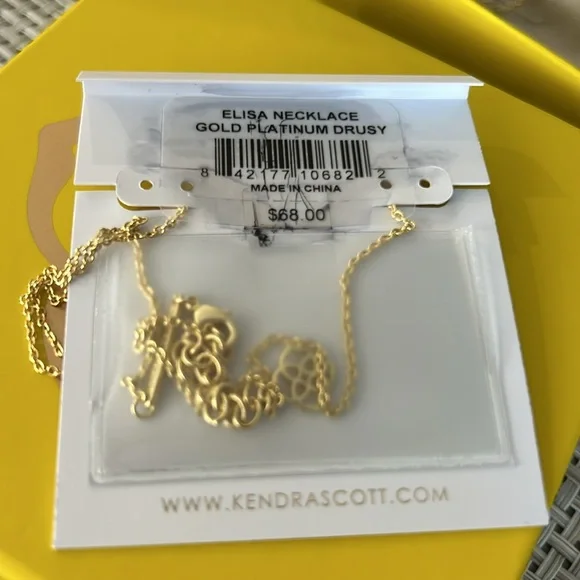 ELISA NECKLACE
GOLD PLATINUM DRUSY
8 42177 10682 2
MADE IN CHINA
$68.00
WWW.KENDRASCOTT.COM